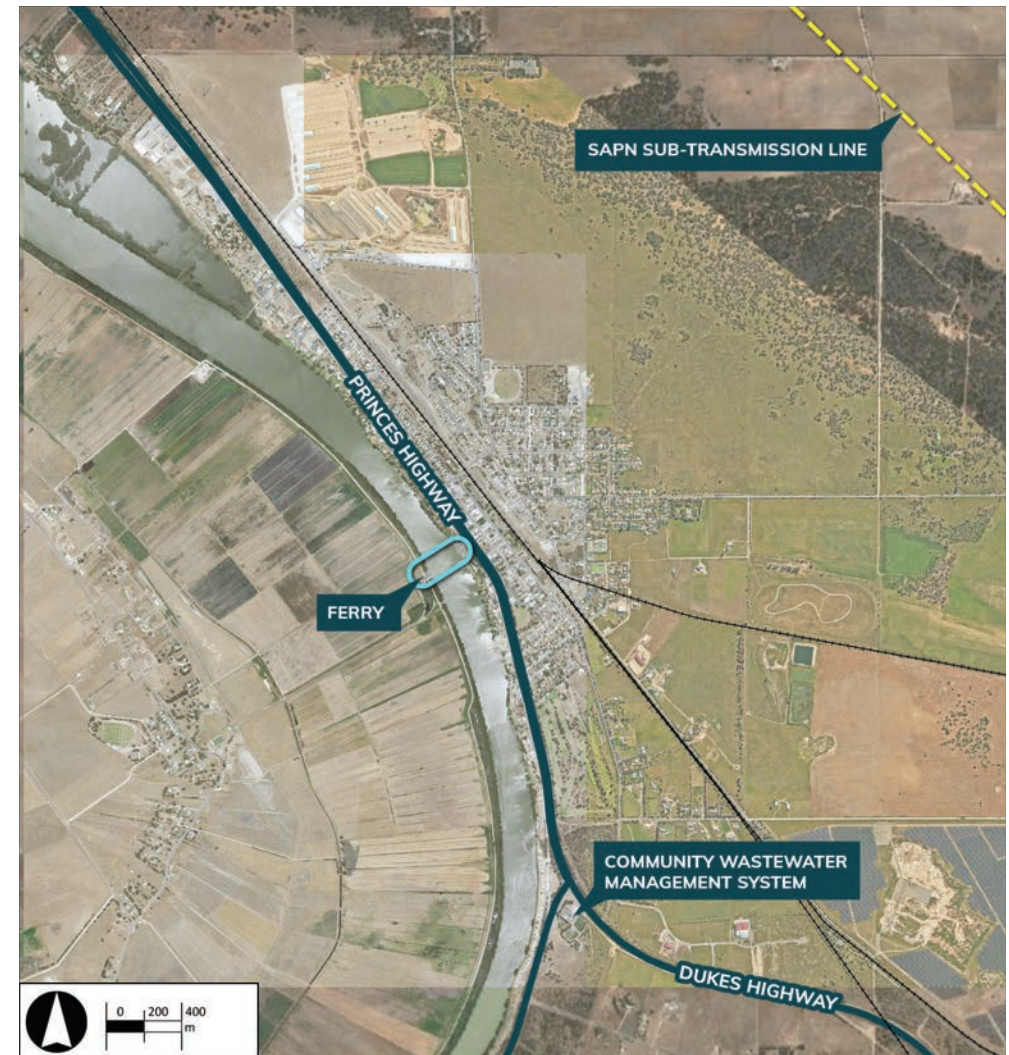 SAPN SUB-TRANSMISSION LINE
PRINCES HIGHWAY
FERRY
COMMUNITY WASTEWATER
MANAGEMENT SYSTEM
DUKES HIGHWAY
0 200 400
m